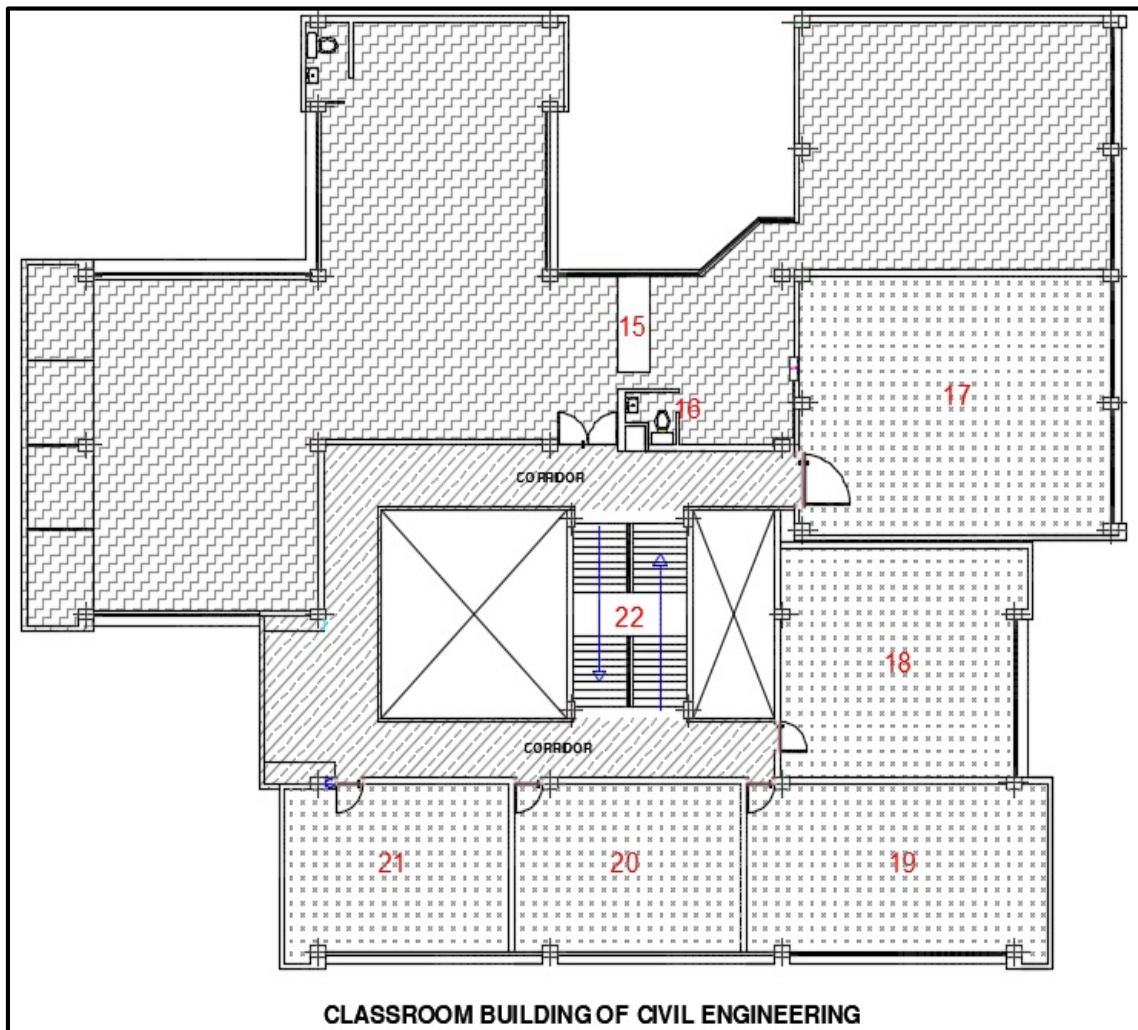 15
16
17
CORRIDOR
22
18
CORRIDOR
21
20
19
CLASSROOM BUILDING OF CIVIL ENGINEERING